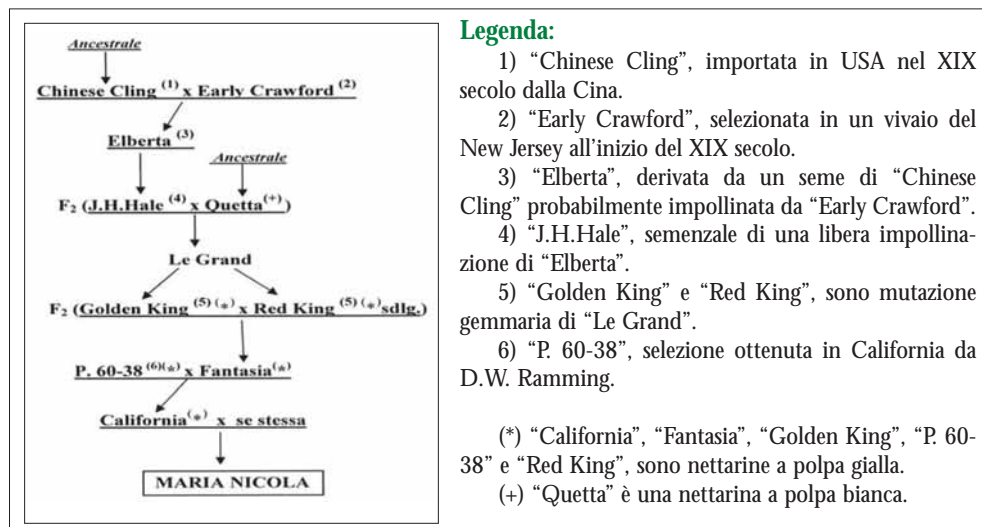 Ancestrale
Chinese Cling (1) x Early Crawford (2)
Elberta (3)
Ancestrale
F2 (J.H.Hale (4) x Quetta(+))
Le Grand
F2 (Golden King (5) (*) x Red King (5) (*)sdlg.)
P. 60-38 (6)(*) x Fantasia(*)
California(*) x se stessa
MARIA NICOLA
Legenda:
1) “Chinese Cling”, importata in USA nel XIX
secolo dalla Cina.
2) “Early Crawford”, selezionata in un vivaio del
New Jersey all’inizio del XIX secolo.
3) “Elberta”, derivata da un seme di “Chinese
Cling” probabilmente impollinata da “Early Crawford”.
4) “J.H.Hale”, semenzale di una libera impollina-
zione di “Elberta”.
5) “Golden King” e “Red King”, sono mutazione
gemmaria di “Le Grand”.
6) “P. 60-38”, selezione ottenuta in California da
D.W. Ramming.
(*) “California”, “Fantasia”, “Golden King”, “P. 60-
38” e “Red King”, sono nettarine a polpa gialla.
(+) “Quetta” è una nettarina a polpa bianca.